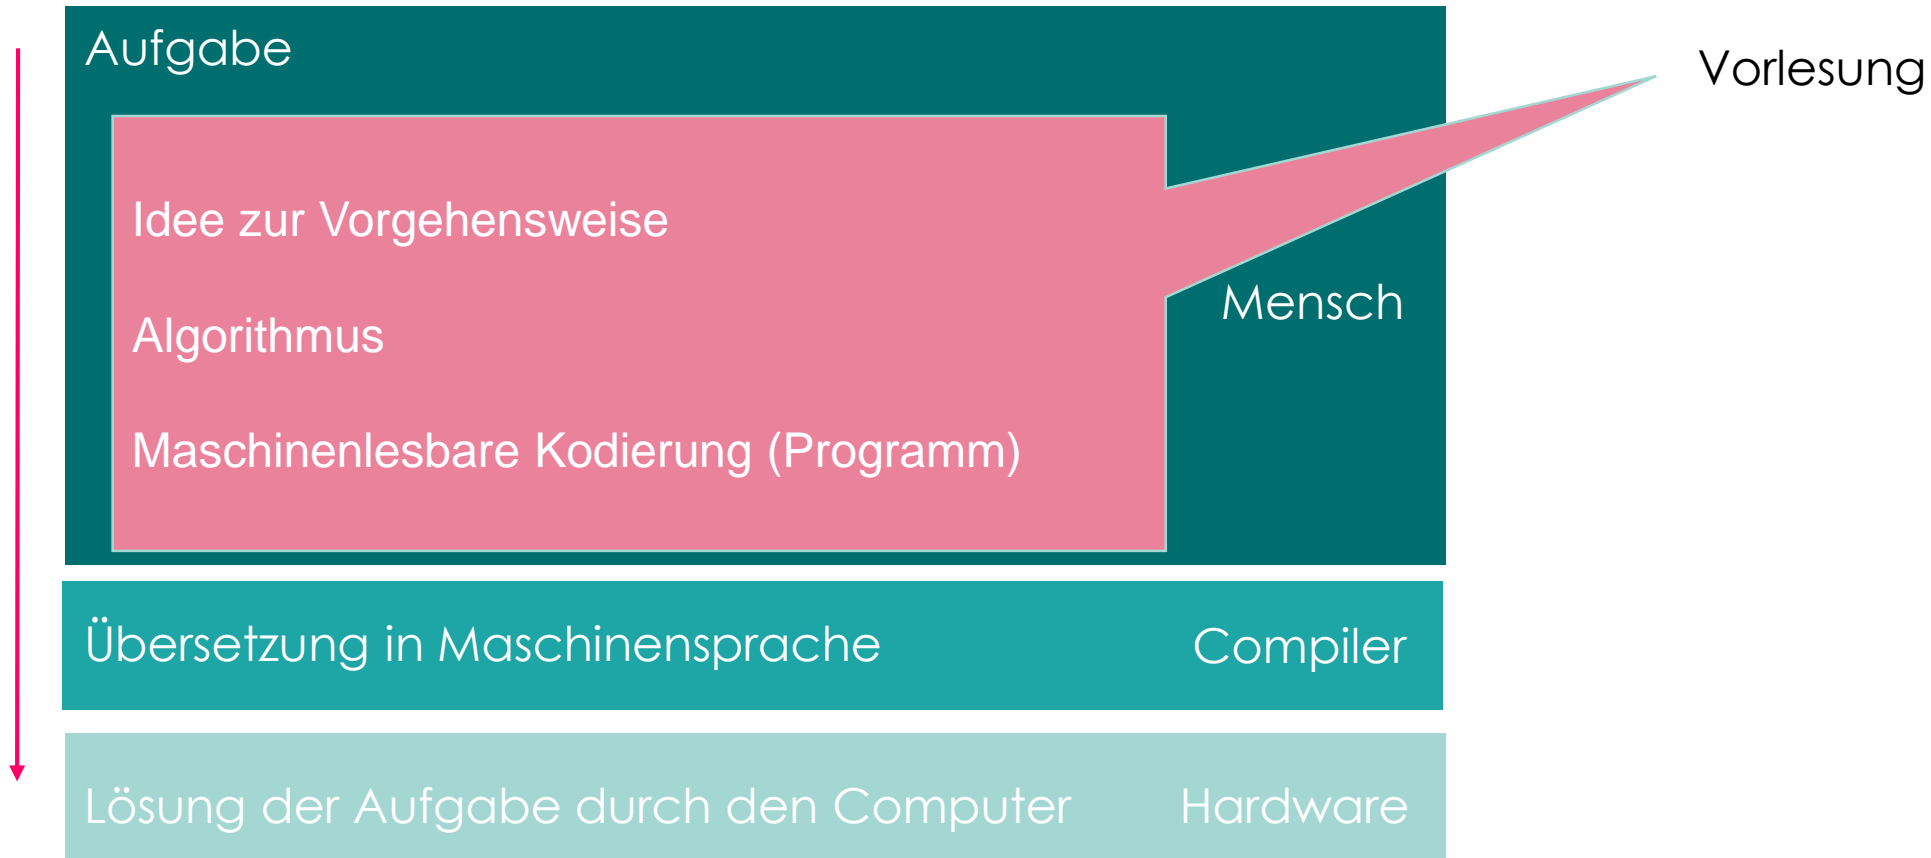 Aufgabe
Vorlesung
Idee zur Vorgehensweise
Mensch
Algorithmus
Maschinenlesbare Kodierung (Programm)
Übersetzung in Maschinensprache Compiler
Lösung der Aufgabe durch den Computer Hardware